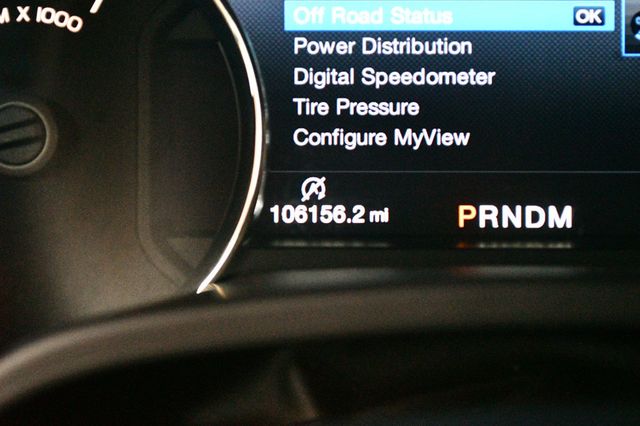 M X 1000
Off Road Status OK
Power Distribution
Digital Speedometer
Tire Pressure
Configure MyView
106156.2 mi
PRNDM